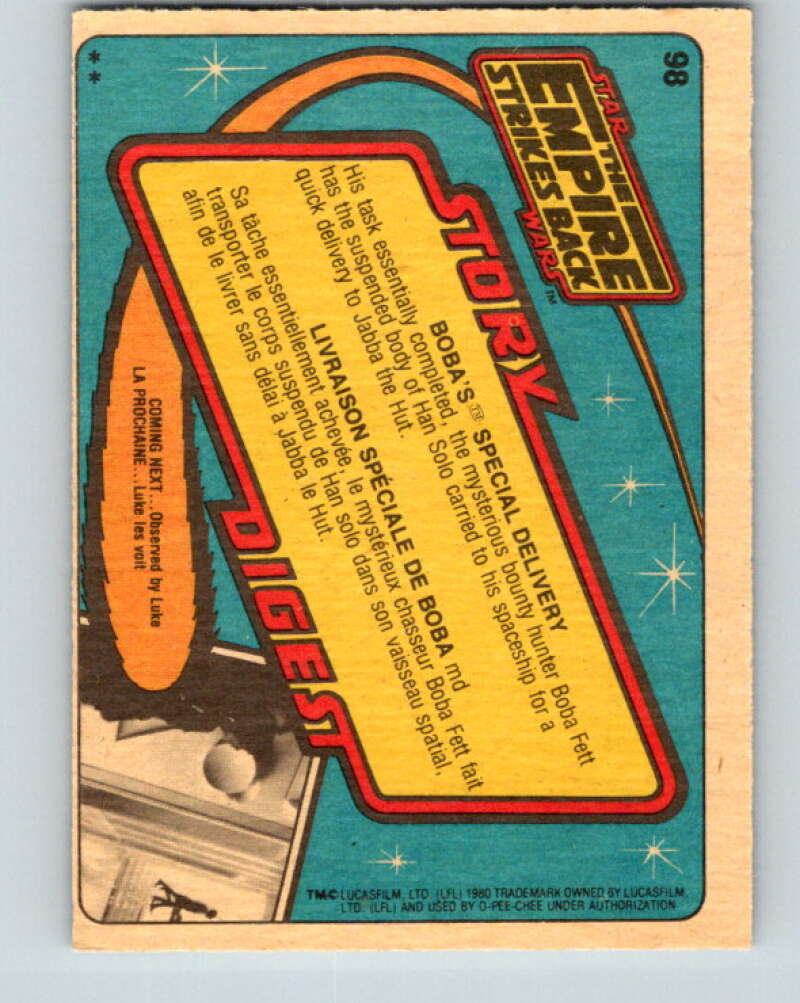 98
STAR
THE
EMPIRE
STRIKES BACK
WARS™
STORY
BOBA'S ™ SPECIAL DELIVERY
His task essentially completed, the mysterious bounty hunter Boba Fett
has the suspended body of Han Solo carried to his spaceship for a
quick delivery to Jabba the Hut.
LIVRAISON SPÉCIALE DE BOBA md
Sa tâche essentiellement achevée, le mystérieux chasseur Boba Fett fait
transporter le corps suspendu de Han solo dans son vaisseau spatial,
afin de le livrer sans délai à Jabba le Hut.
DIGEST
COMING NEXT...Observed by Luke
LA PROCHAINE...Luke les voit
TM© LUCASFILM, LTD. (LFL) 1980 TRADEMARK OWNED BY LUCASFILM,
LTD. (LFL) AND USED BY O-PEE-CHEE UNDER AUTHORIZATION
**